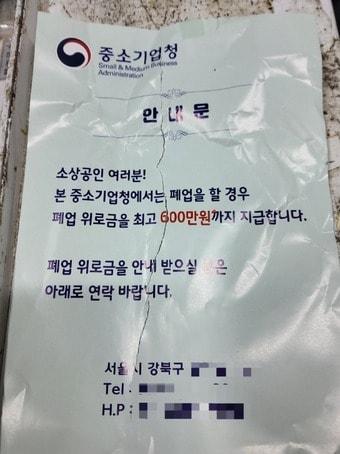 중소기업청
Small & Medium Business
Administration
안 내 문
소상공인 여러분!
본 중소기업청에서는 폐업을 할 경우
폐업 위로금을 최고 600만원까지 지급합니다.
폐업 위로금을 안내 받으실 은
아래로 연락 바랍니다.
서울시 강북구
Tel :
H.P :